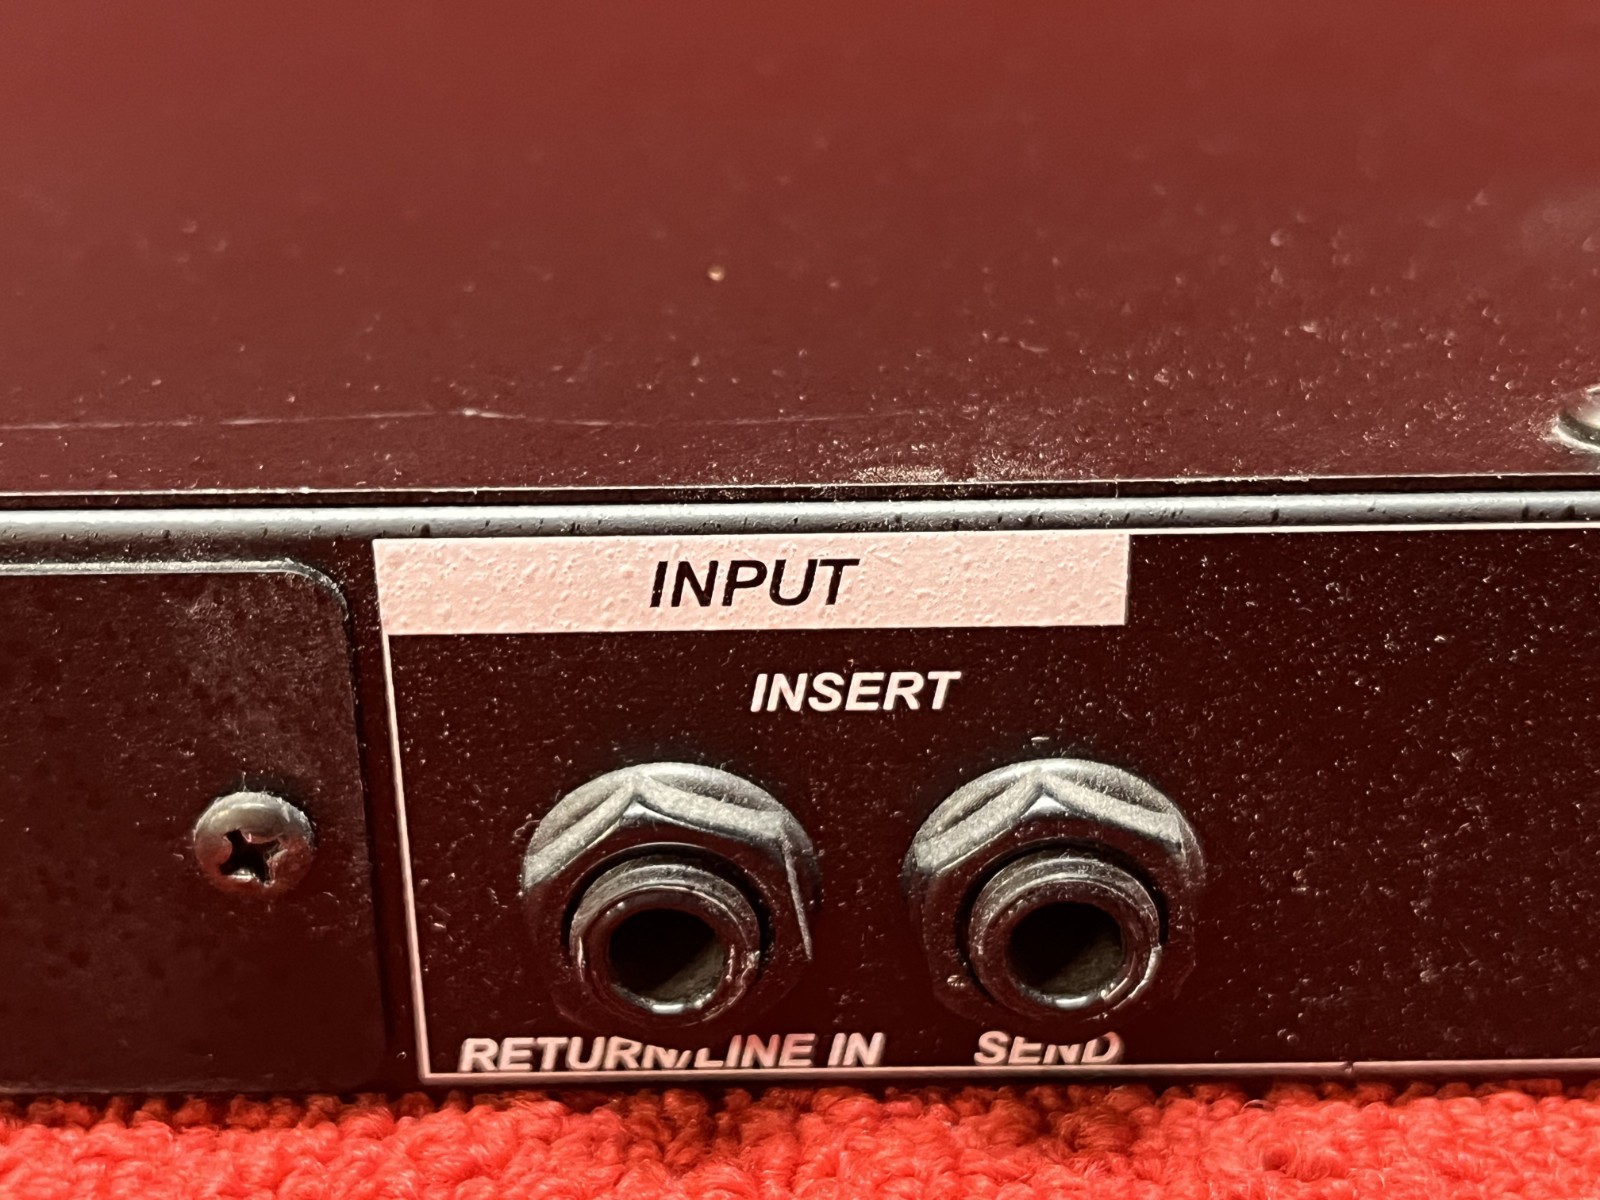 INPUT
INSERT
RETURN/LINE IN SEND